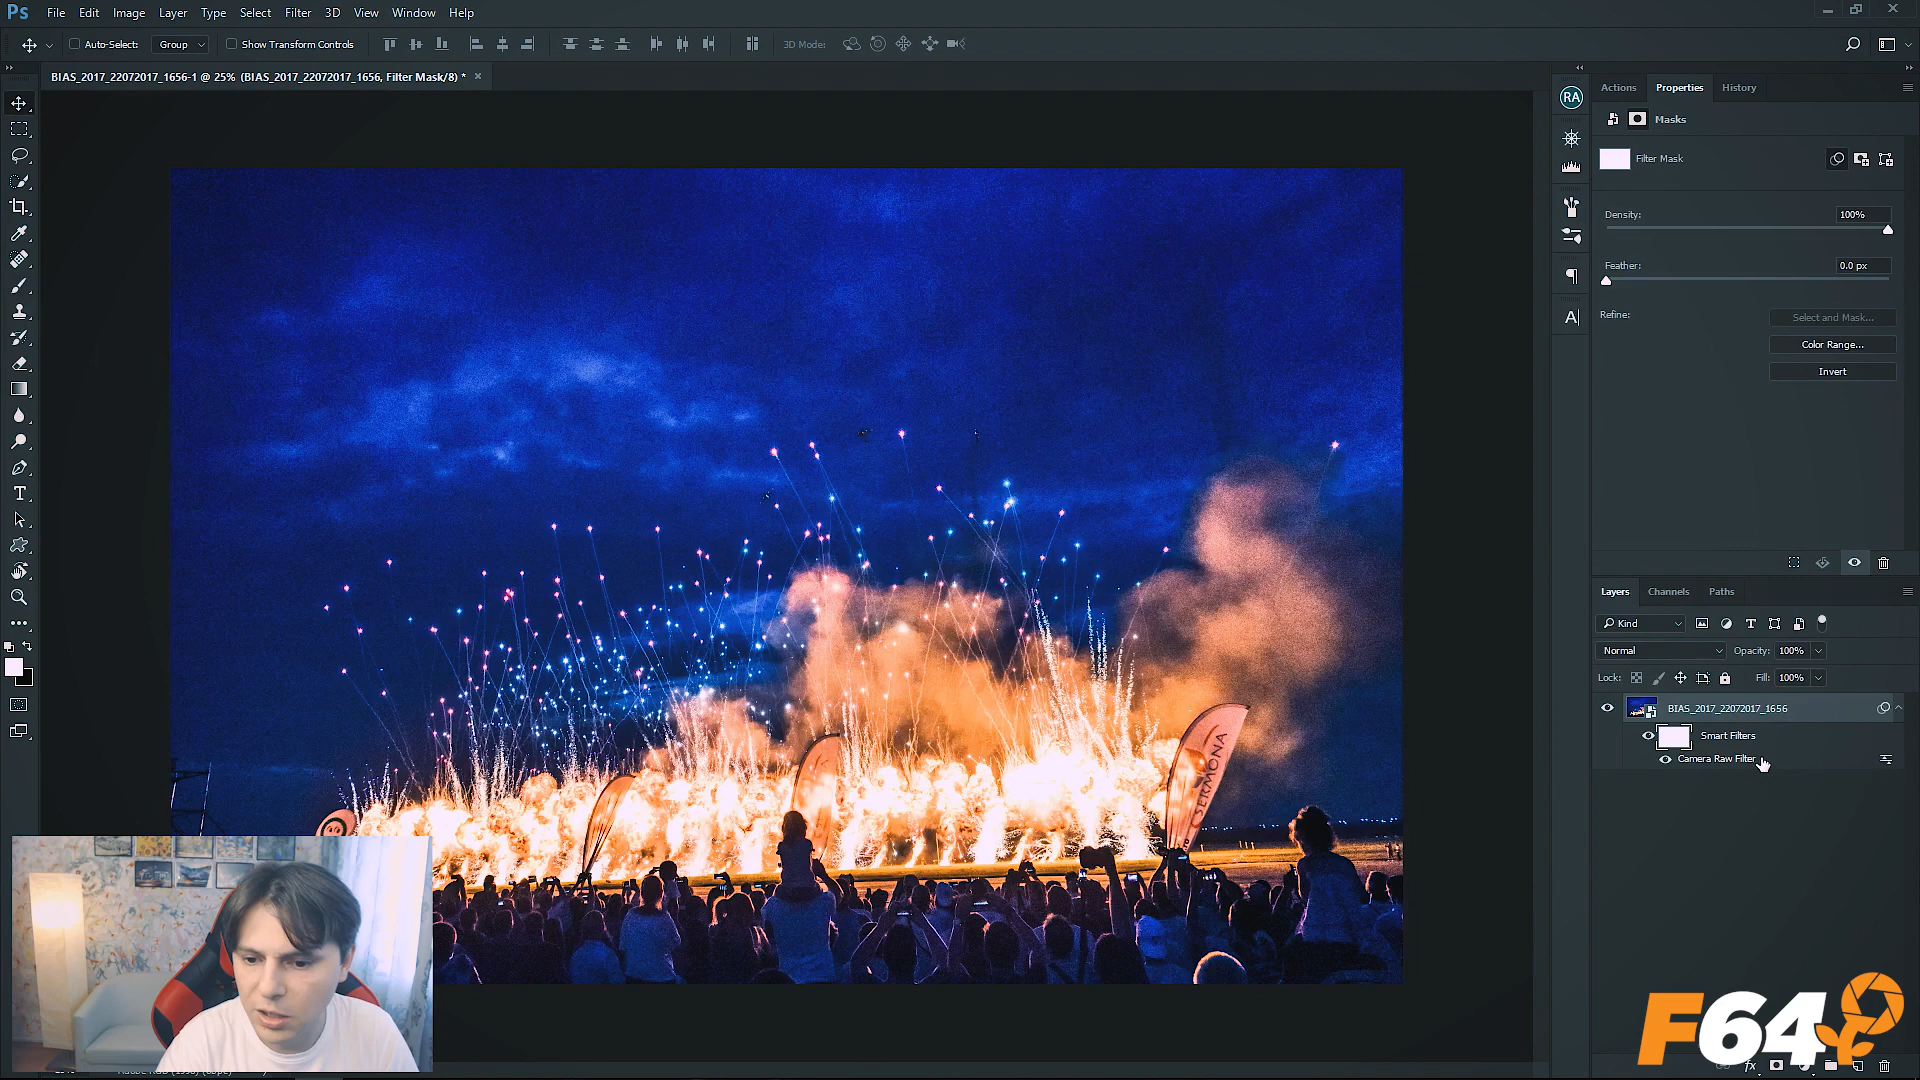 Ps File Edit Image Layer Type Select Filter 3D View Window Help
Auto-Select: Group Show Transform Controls 3D Mode:
BIAS_2017_22072017_1656-1 @ 25% (BIAS_2017_22072017_1656, Filter Mask/8) * ×
RA
Actions Properties History
Masks
Filter Mask
Density: 100%
Feather: 0.0 px
Refine: Select and Mask...
Color Range...
Invert
Layers Channels Paths
Kind
Normal Opacity: 100%
Lock: Fill: 100%
BIAS_2017_22072017_1656
Smart Filters
Camera Raw Filter
SERMONA
F64
fx